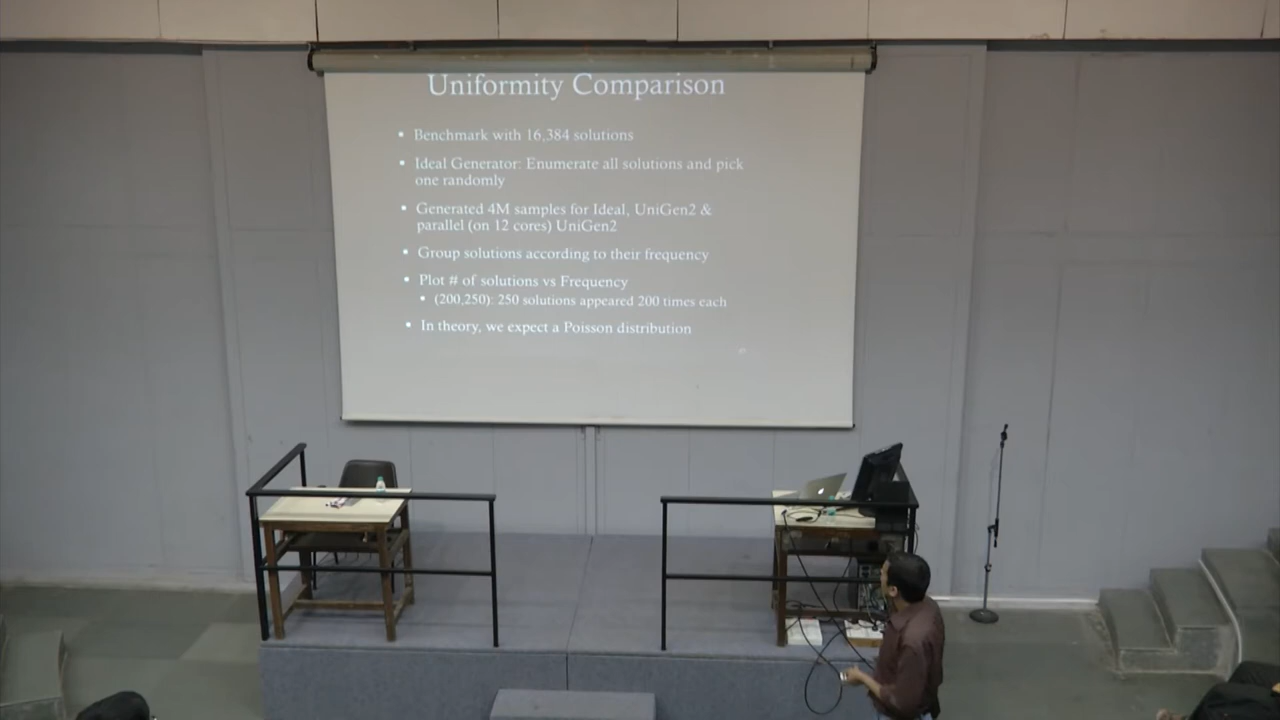 Uniformity Comparison
• Benchmark with 16,384 solutions
• Ideal Generator: Enumerate all solutions and pick
one randomly
• Generated 4M samples for Ideal, UniGen2 &
parallel (on 12 cores) UniGen2
• Group solutions according to their frequency
• Plot # of solutions vs Frequency
• (200,250): 250 solutions appeared 200 times each
• In theory, we expect a Poisson distribution